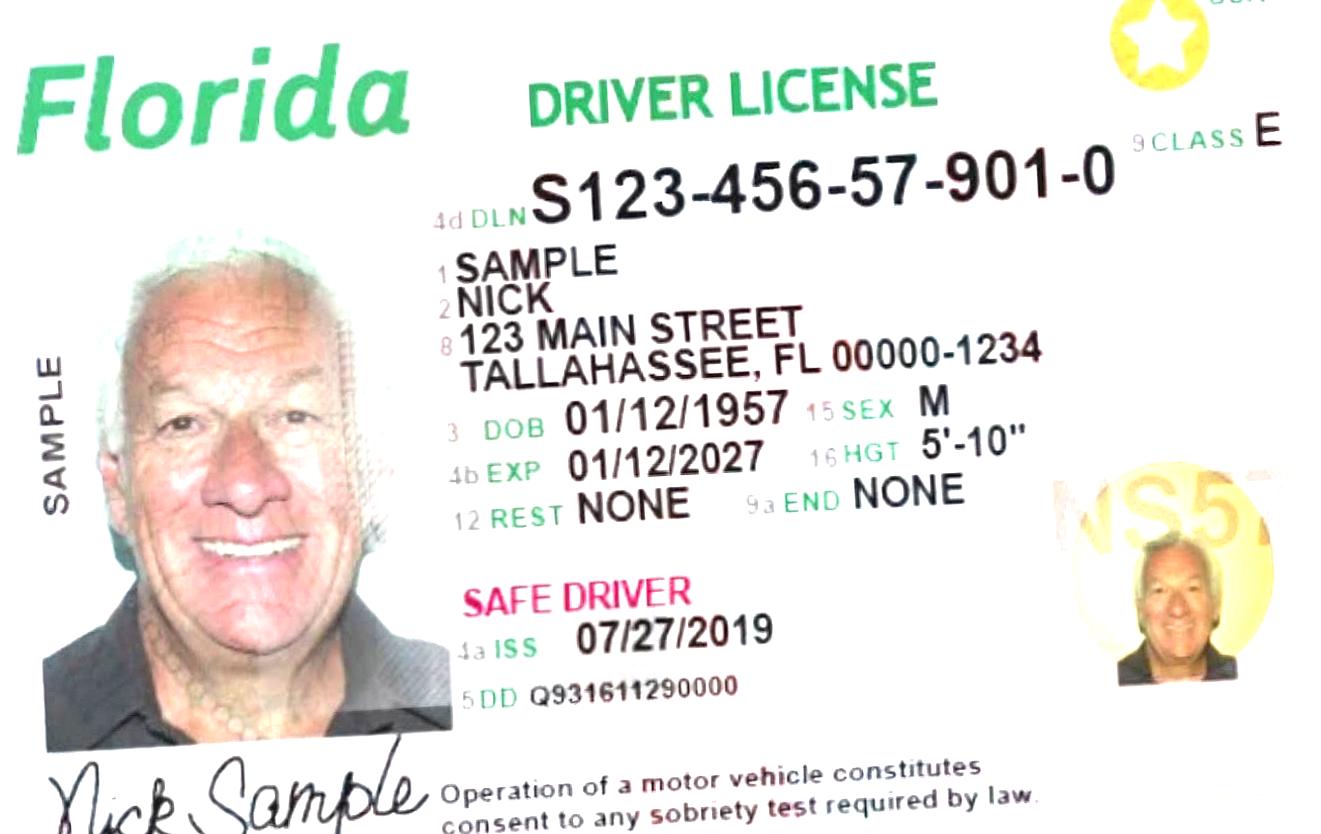 Florida
DRIVER LICENSE
9 CLASS E
4d DLN S123-456-57-901-0
1 SAMPLE
2 NICK
8 123 MAIN STREET
TALLAHASSEE, FL 00000-1234
3 DOB 01/12/1957 15 SEX M
4b EXP 01/12/2027 16 HGT 5'-10"
12 REST NONE 9a END NONE
SAMPLE
SAFE DRIVER
4a ISS 07/27/2019
5 DD Q931611290000
Nick Sample
Operation of a motor vehicle constitutes
consent to any sobriety test required by law.